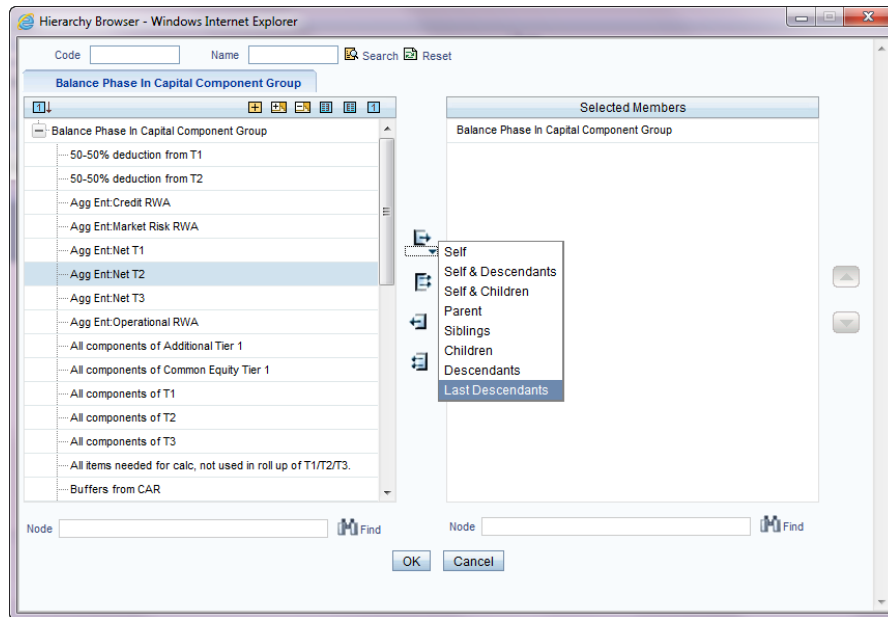 Hierarchy Browser - Windows Internet Explorer
Code Name Search Reset
Balance Phase In Capital Component Group
Selected Members
Balance Phase In Capital Component Group
50-50% deduction from T1
50-50% deduction from T2
Agg Ent:Credit RWA
Agg Ent:Market Risk RWA
Agg Ent:Net T1
Agg Ent:Net T2
Agg Ent:Net T3
Agg Ent:Operational RWA
All components of Additional Tier 1
All components of Common Equity Tier 1
All components of T1
All components of T2
All components of T3
All items needed for calc, not used in roll up of T1/T2/T3.
Buffers from CAR
Balance Phase In Capital Component Group
Self
Self & Descendants
Self & Children
Parent
Siblings
Children
Descendants
Last Descendants
Node Find
Node Find
OK Cancel